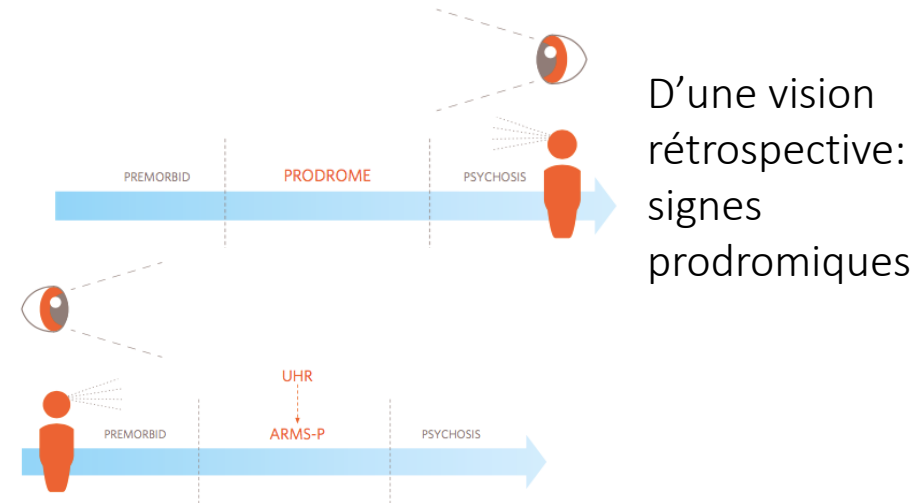 D'une vision
rétrospective:
signes
prodromiques
PREMORBID PRODROME PSYCHOSIS
UHR
PREMORBID ARMS-P PSYCHOSIS